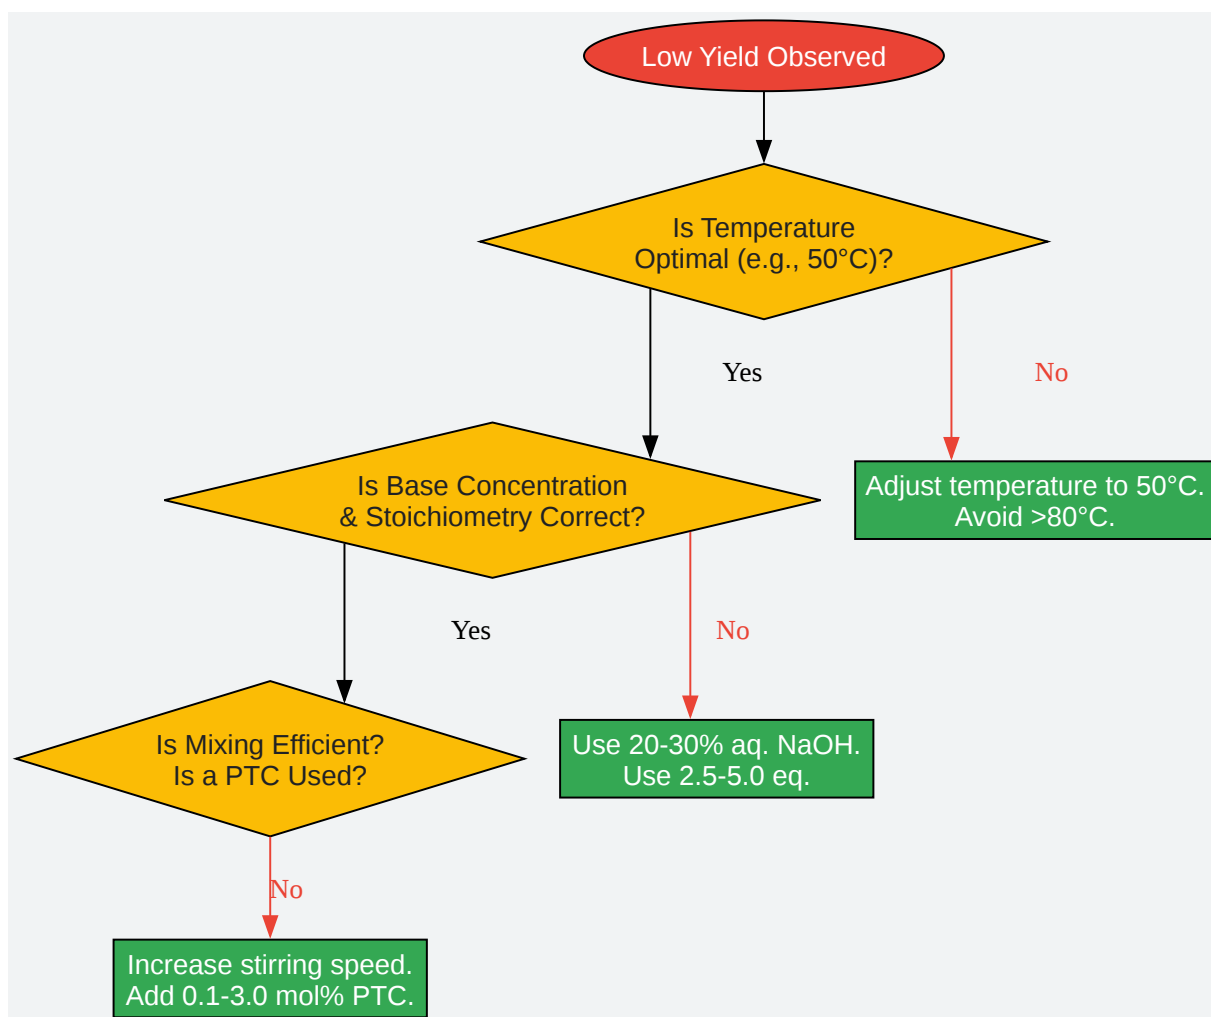 Low Yield Observed
Is Temperature
Optimal (e.g., 50°C)?
Yes
No
Is Base Concentration
& Stoichiometry Correct?
Adjust temperature to 50°C.
Avoid >80°C.
Yes
No
Is Mixing Efficient?
Is a PTC Used?
Use 20-30% aq. NaOH.
Use 2.5-5.0 eq.
No
Increase stirring speed.
Add 0.1-3.0 mol% PTC.